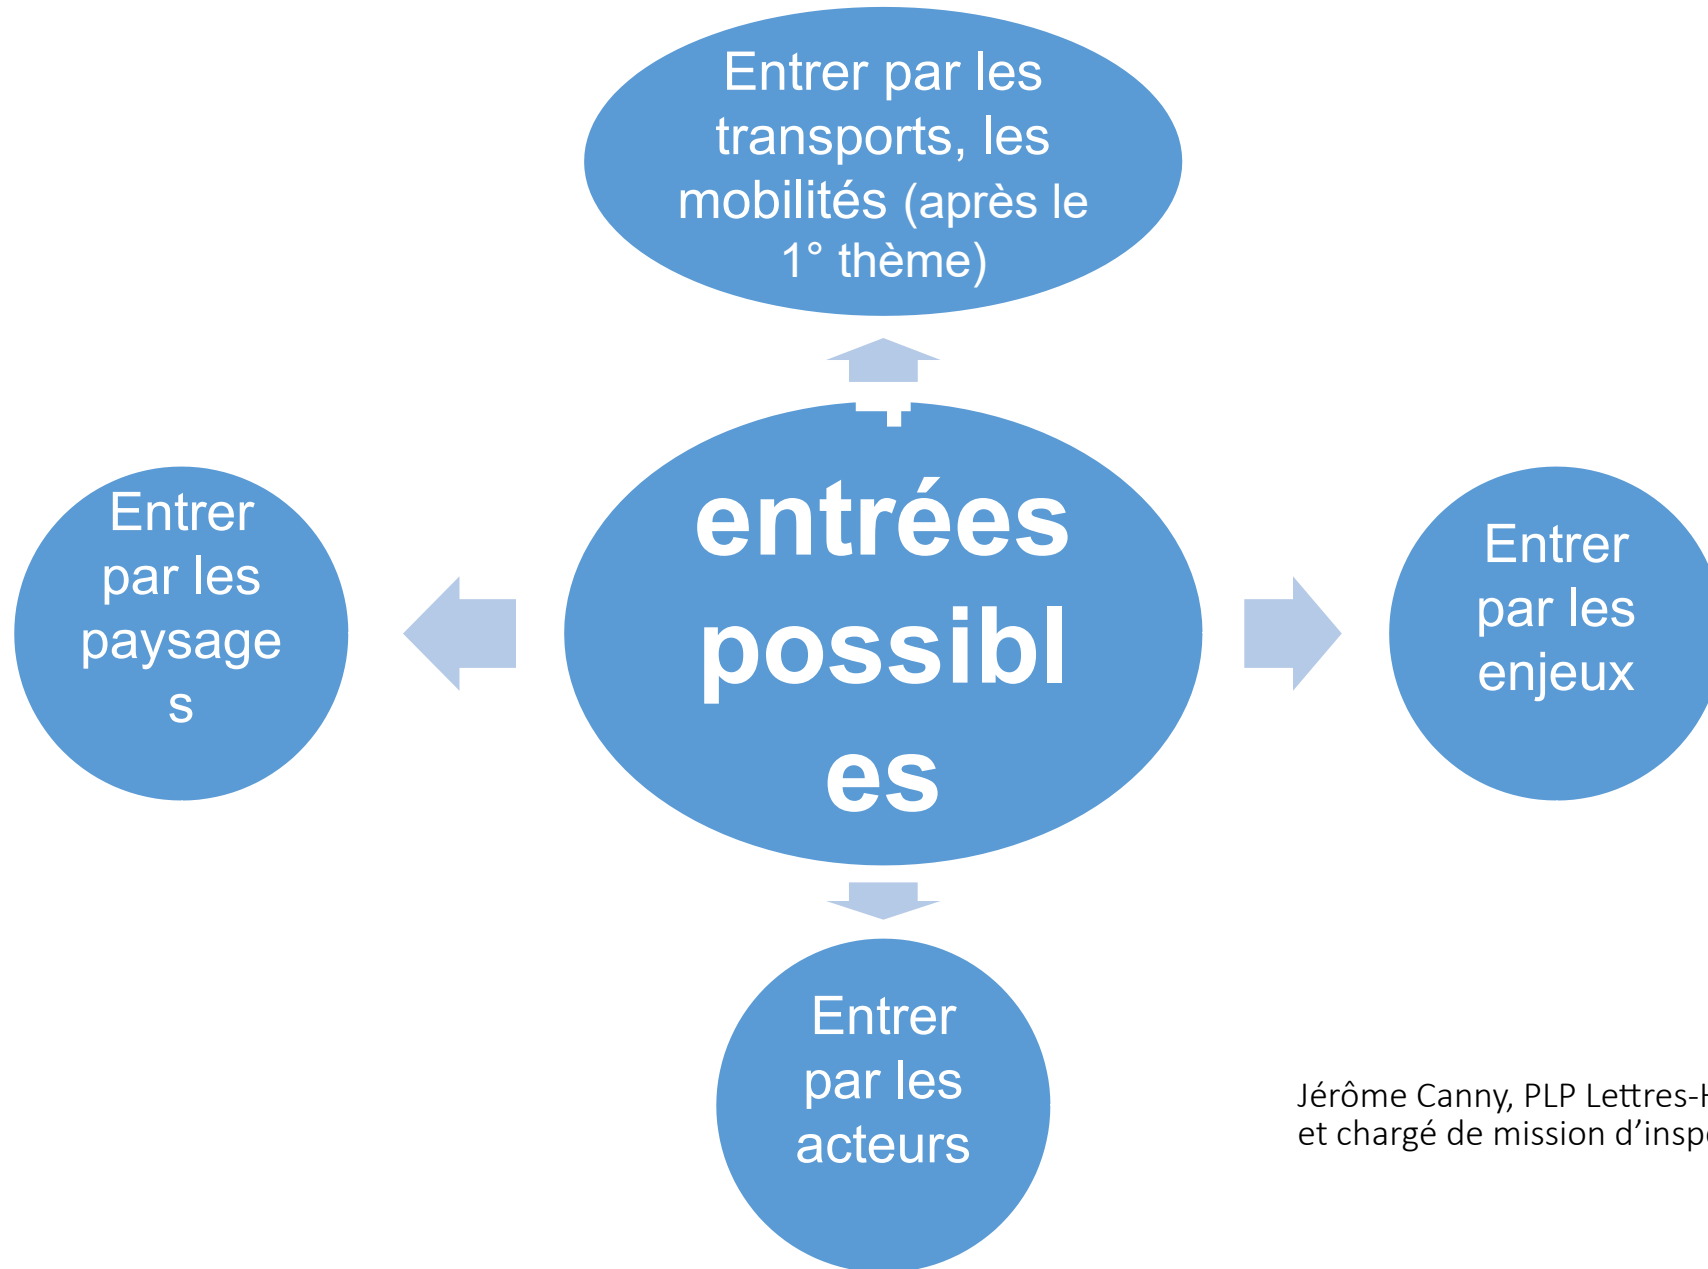 Entrer par les
transports, les
mobilités (après le
1° thème)
4
entrées
possibl
es
Entrer
par les
paysage
s
Entrer
par les
enjeux
Entrer
par les
acteurs
Jérôme Canny, PLP Lettres-H
et chargé de mission d’insp